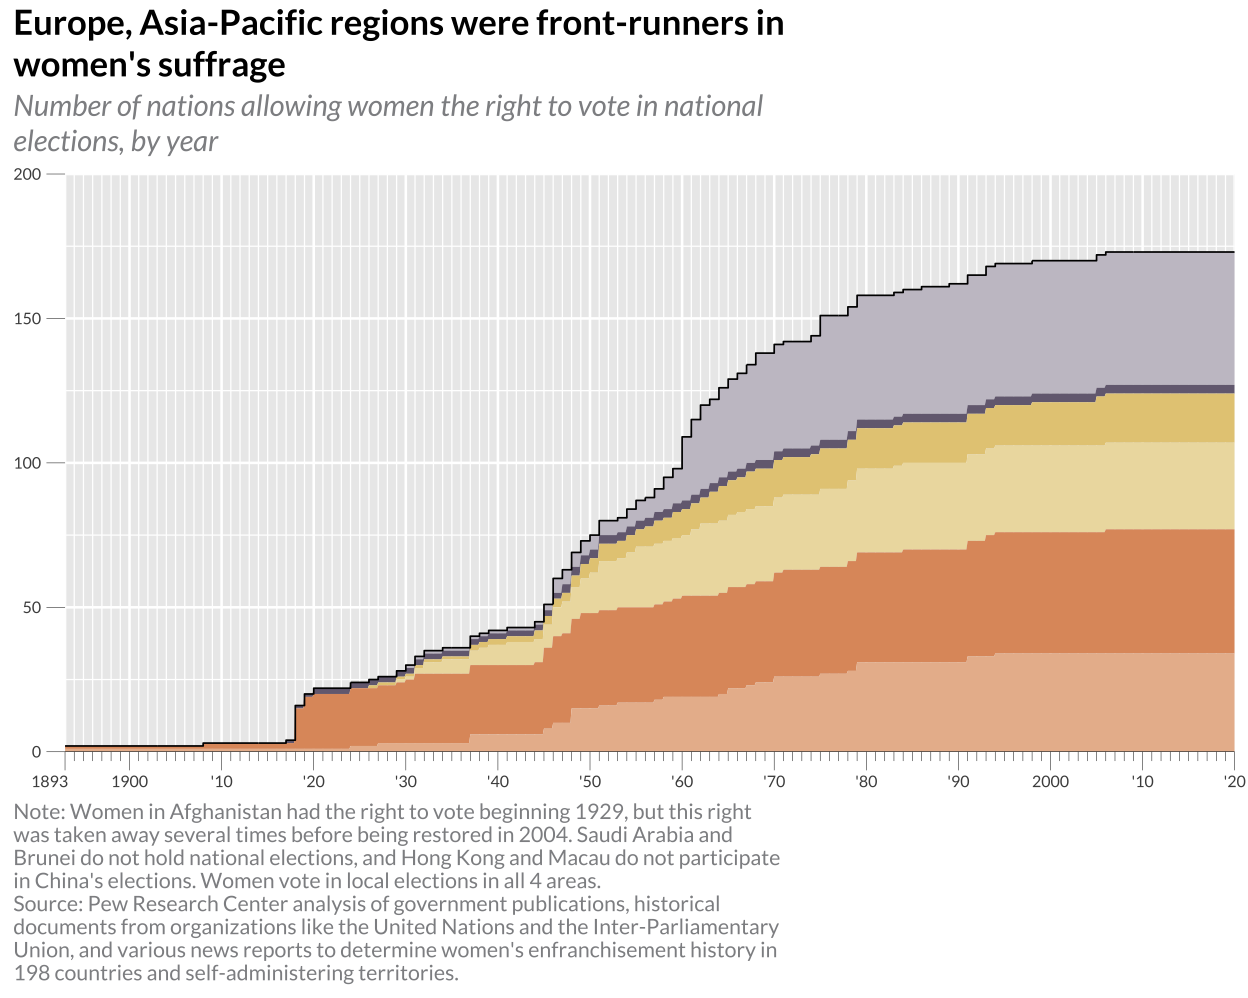 Europe, Asia-Pacific regions were front-runners in
women's suffrage
Number of nations allowing women the right to vote in national
elections, by year
200
150
100
50
0
1893 1900 '10 '20 '30 '40 '50 '60 '70 '80 '90 2000 '10 '20
Note: Women in Afghanistan had the right to vote beginning 1929, but this right
was taken away several times before being restored in 2004. Saudi Arabia and
Brunei do not hold national elections, and Hong Kong and Macau do not participate
in China's elections. Women vote in local elections in all 4 areas.
Source: Pew Research Center analysis of government publications, historical
documents from organizations like the United Nations and the Inter-Parliamentary
Union, and various news reports to determine women's enfranchisement history in
198 countries and self-administering territories.